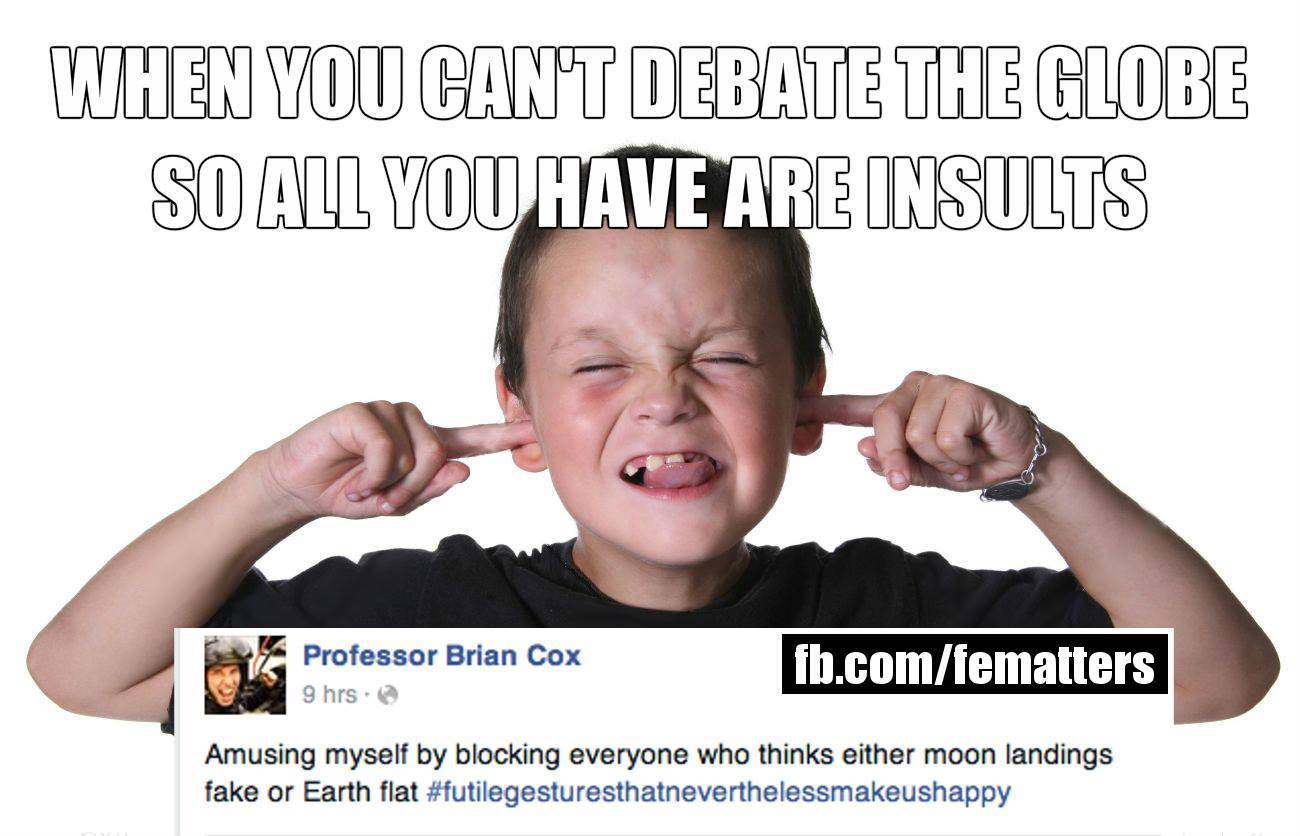 WHEN YOU CAN'T DEBATE THE GLOBE
SO ALL YOU HAVE ARE INSULTS
Professor Brian Cox
fb.com/fematters
9 hrs ·
Amusing myself by blocking everyone who thinks either moon landings
fake or Earth flat #futilegesturesthatneverthelessmakeushappy